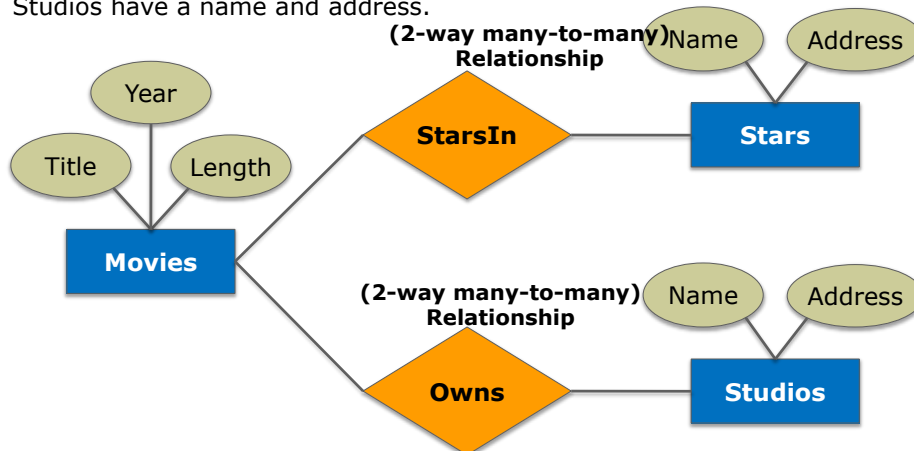 Studios have a name and address.
(2-way many-to-many)
Relationship
Name
Address
Year
StarsIn
Stars
Title
Length
Movies
(2-way many-to-many)
Relationship
Name
Address
Owns
Studios